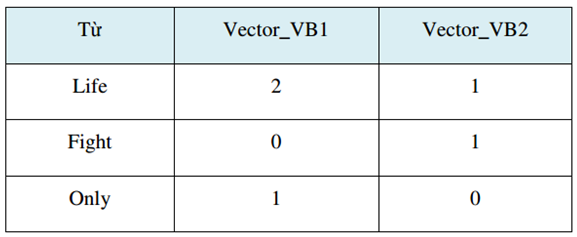 Từ Vector_VB1 Vector_VB2
Life 2 1
Fight 0 1
Only 1 0